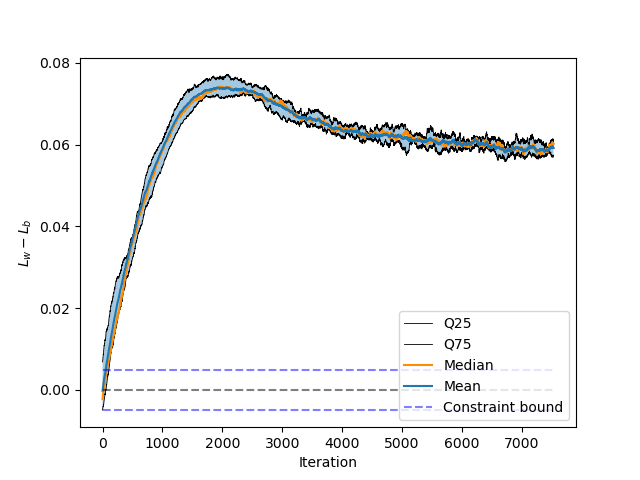 0.08
0.06
0.04
0.02
0.00
L_w − L_b
0 1000 2000 3000 4000 5000 6000 7000
Iteration
Q25
Q75
Median
Mean
Constraint bound